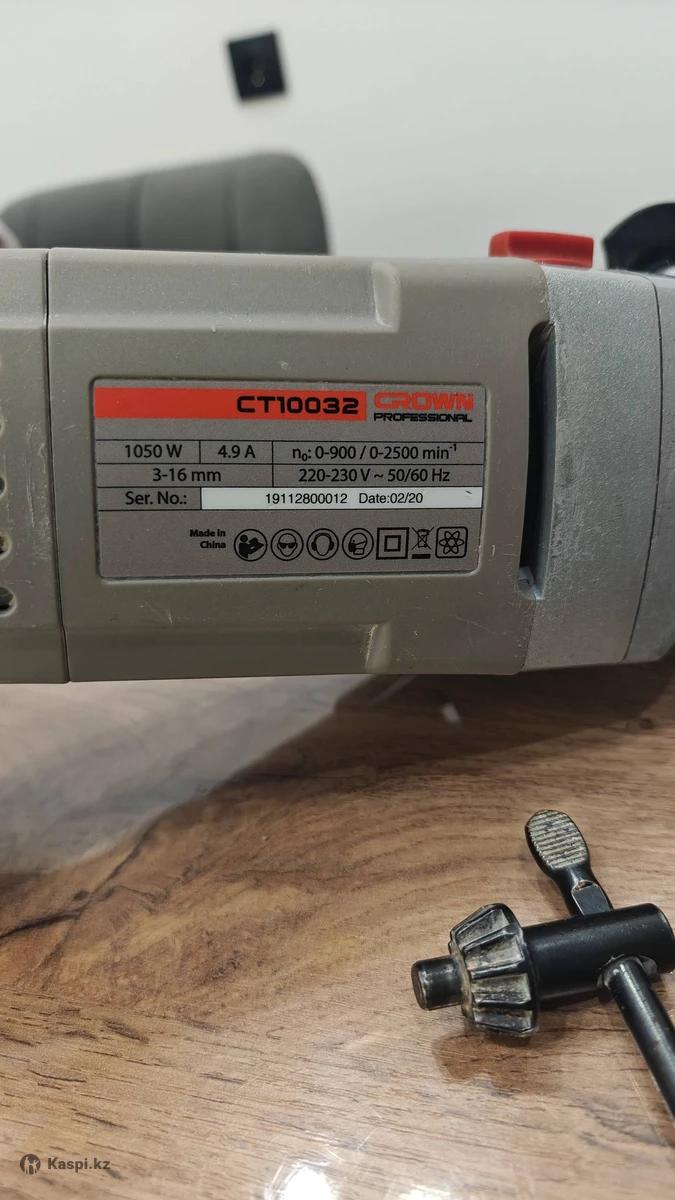 CT10032 CROWN
PROFESSIONAL
1050 W 4.9 A n₀: 0-900 / 0-2500 min⁻¹
3-16 mm 220-230 V ~ 50/60 Hz
Ser. No.: 19112800012 Date:02/20
Made in
China
Kaspi.kz